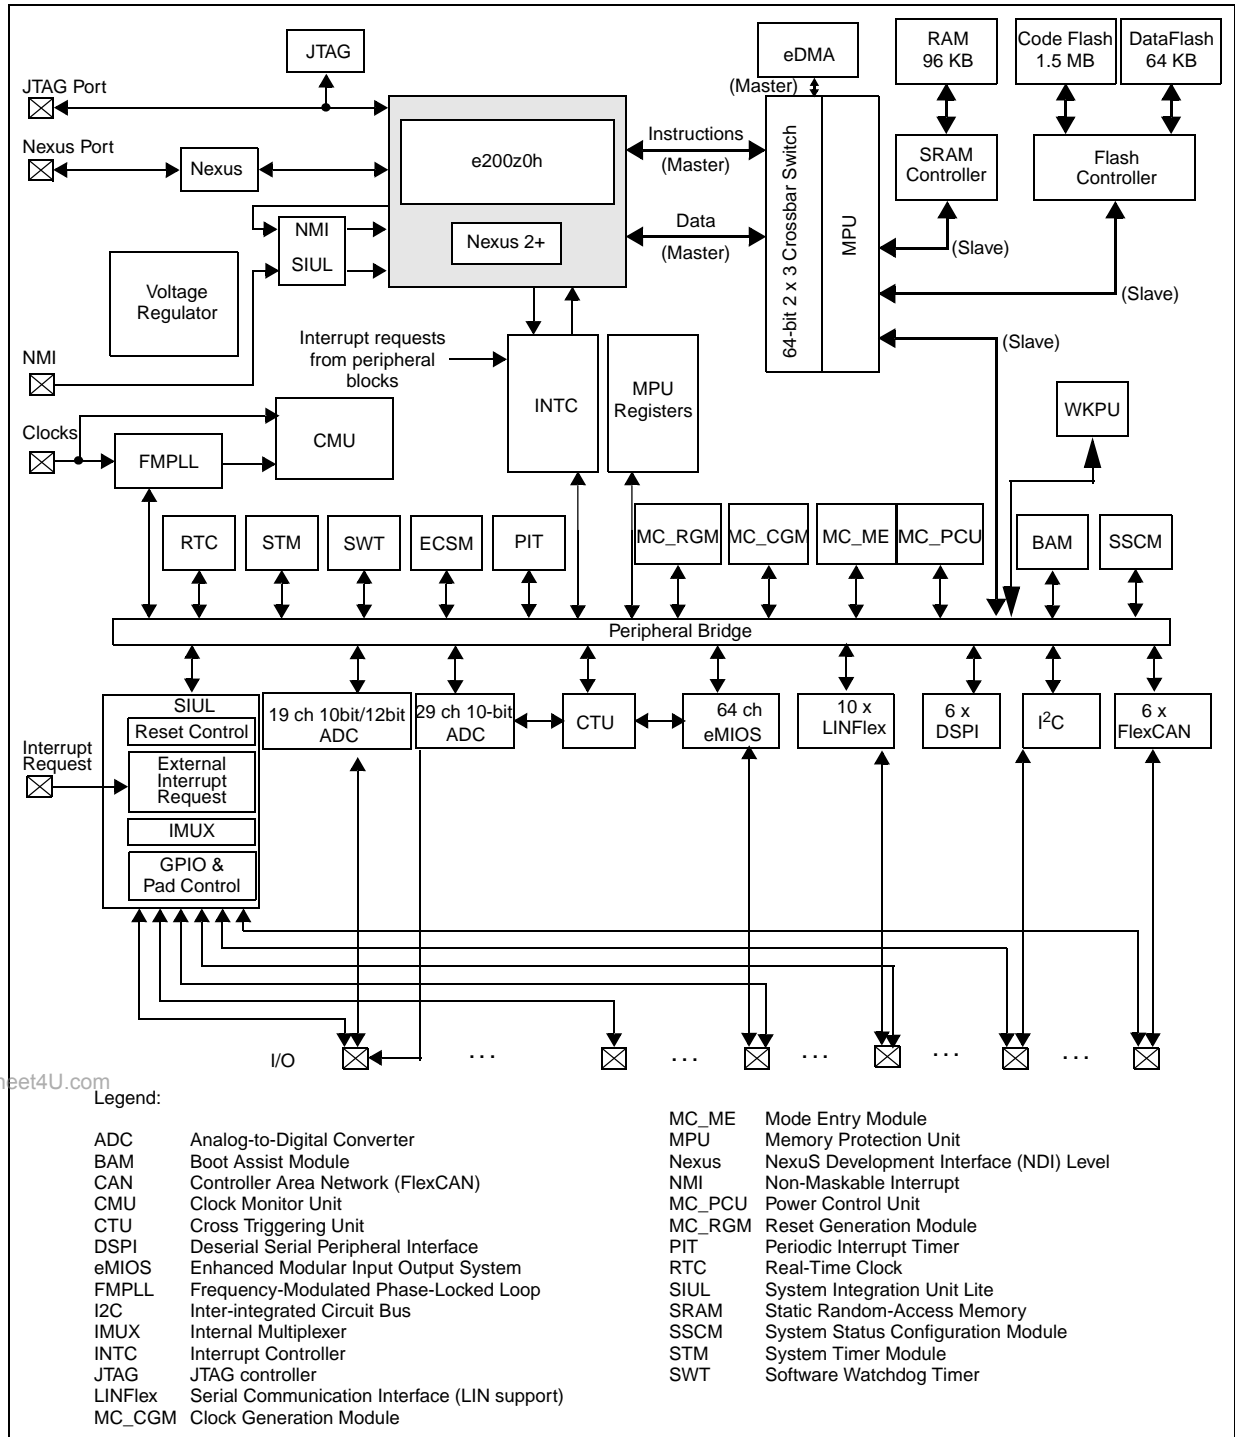 JTAG
eDMA
RAM
96 KB
Code Flash
1.5 MB
DataFlash
64 KB
JTAG Port
(Master)
Nexus Port
Nexus
e200z0h
Nexus 2+
Instructions
(Master)
Data
(Master)
64-bit 2 x 3 Crossbar Switch
MPU
SRAM
Controller
Flash
Controller
(Slave)
(Slave)
(Slave)
NMI
SIUL
Voltage
Regulator
NMI
Interrupt requests
from peripheral
blocks
INTC
MPU
Registers
WKPU
Clocks
FMPLL
CMU
RTC
STM
SWT
ECSM
PIT
MC_RGM
MC_CGM
MC_ME
MC_PCU
BAM
SSCM
Peripheral Bridge
SIUL
Reset Control
External
Interrupt
Request
IMUX
GPIO &
Pad Control
Interrupt
Request
19 ch 10bit/12bit
ADC
29 ch 10-bit
ADC
CTU
64 ch
eMIOS
10 x
LINFlex
6 x
DSPI
I2C
6 x
FlexCAN
I/O
. . .
. . .
. . .
. . .
. . .
heet4U.com
Legend:
ADC Analog-to-Digital Converter
BAM Boot Assist Module
CAN Controller Area Network (FlexCAN)
CMU Clock Monitor Unit
CTU Cross Triggering Unit
DSPI Deserial Serial Peripheral Interface
eMIOS Enhanced Modular Input Output System
FMPLL Frequency-Modulated Phase-Locked Loop
I2C Inter-integrated Circuit Bus
IMUX Internal Multiplexer
INTC Interrupt Controller
JTAG JTAG controller
LINFlex Serial Communication Interface (LIN support)
MC_CGM Clock Generation Module
MC_ME Mode Entry Module
MPU Memory Protection Unit
Nexus NexuS Development Interface (NDI) Level
NMI Non-Maskable Interrupt
MC_PCU Power Control Unit
MC_RGM Reset Generation Module
PIT Periodic Interrupt Timer
RTC Real-Time Clock
SIUL System Integration Unit Lite
SRAM Static Random-Access Memory
SSCM System Status Configuration Module
STM System Timer Module
SWT Software Watchdog Timer